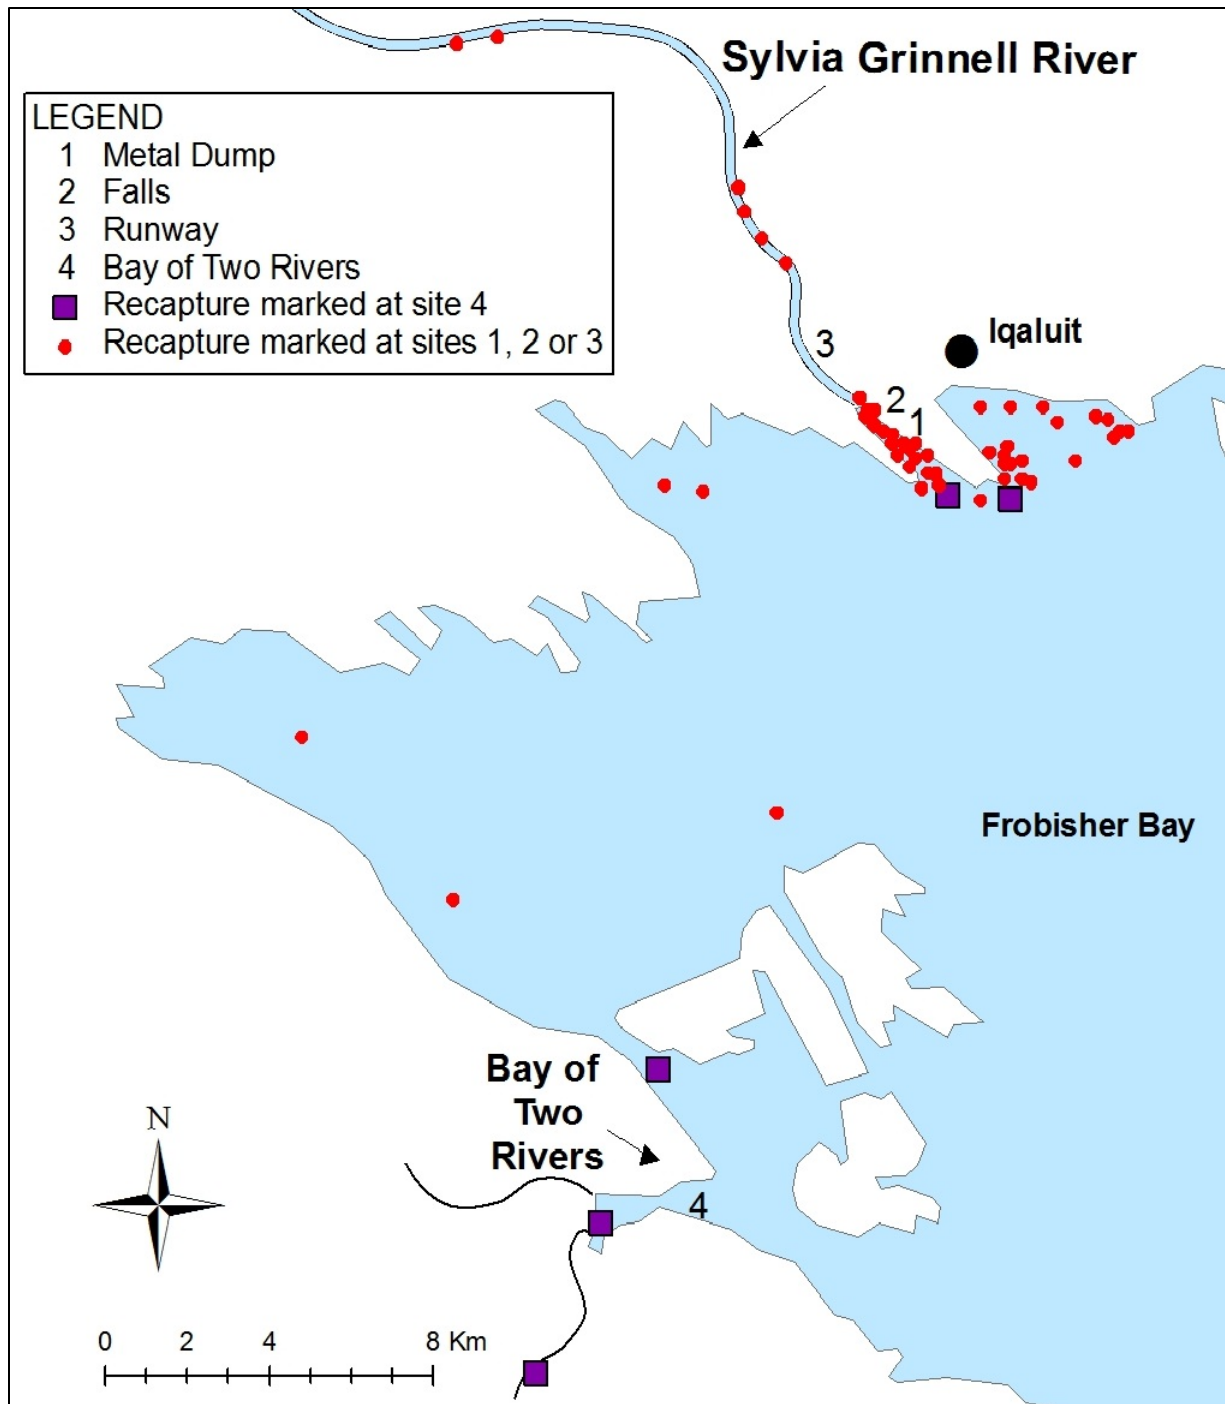 Sylvia Grinnell River
LEGEND
1 Metal Dump
2 Falls
3 Runway
4 Bay of Two Rivers
Recapture marked at site 4
Recapture marked at sites 1, 2 or 3
3
Iqaluit
2
1
Frobisher Bay
Bay of
Two
Rivers
4
N
0 2 4 8 Km